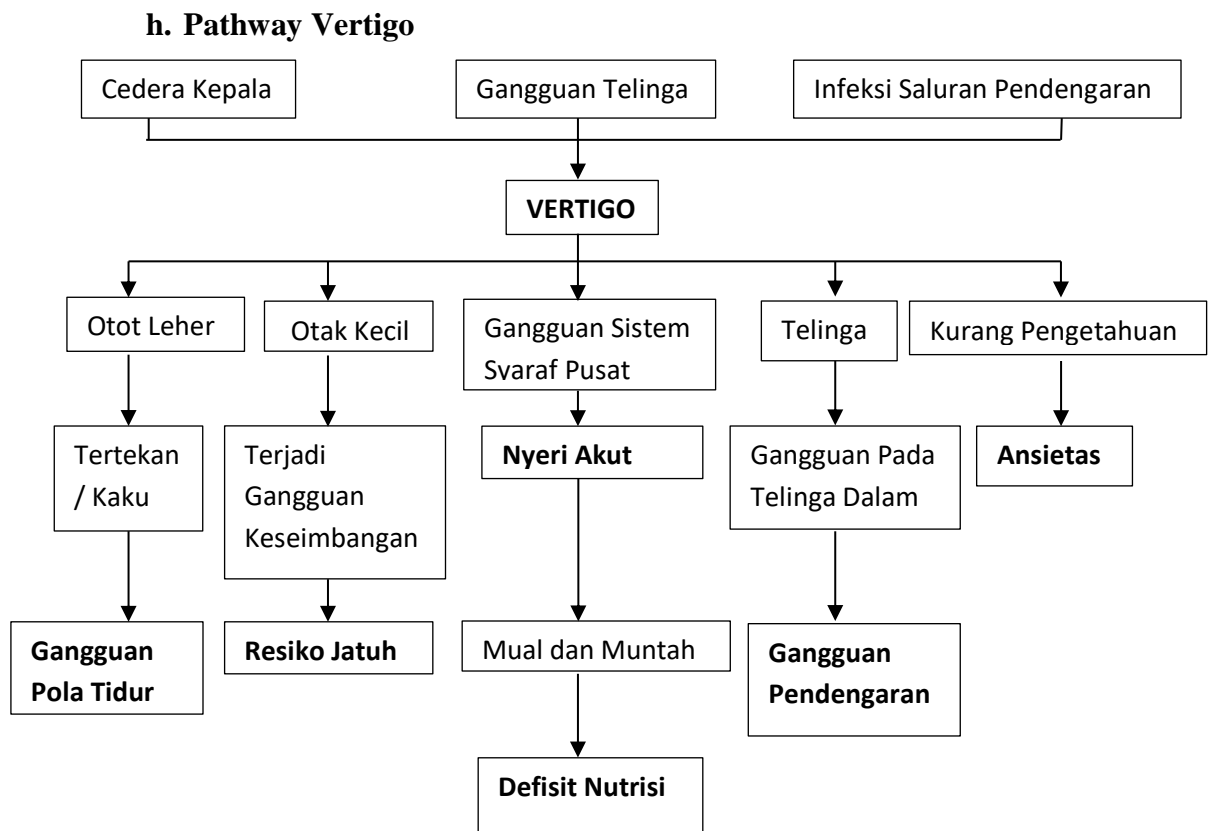 h. Pathway Vertigo
Cedera Kepala
Gangguan Telinga
Infeksi Saluran Pendengaran
VERTIGO
Otot Leher
Otak Kecil
Gangguan Sistem
Syaraf Pusat
Telinga
Kurang Pengetahuan
Tertekan
/ Kaku
Terjadi
Gangguan
Keseimbangan
Nyeri Akut
Gangguan Pada
Telinga Dalam
Ansietas
Gangguan
Pola Tidur
Resiko Jatuh
Mual dan Muntah
Gangguan
Pendengaran
Defisit Nutrisi